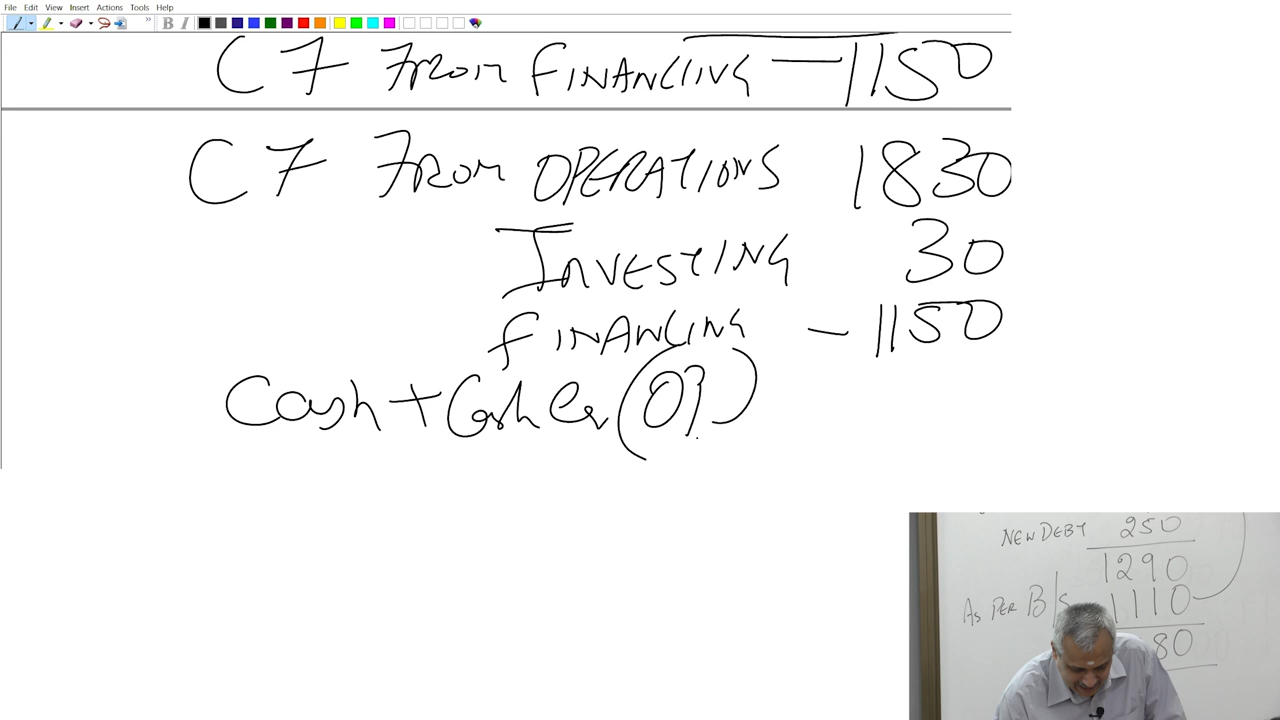 File Edit View Insert Actions Tools Help
B I
CF FROM FINANCING -1150
CF FROM OPERATIONS 1830
INVESTING 30
FINANCING -1150
Cash + Cash Eq (0?)
NEW DEBT 250
1290
AS PER B/S 1110
80